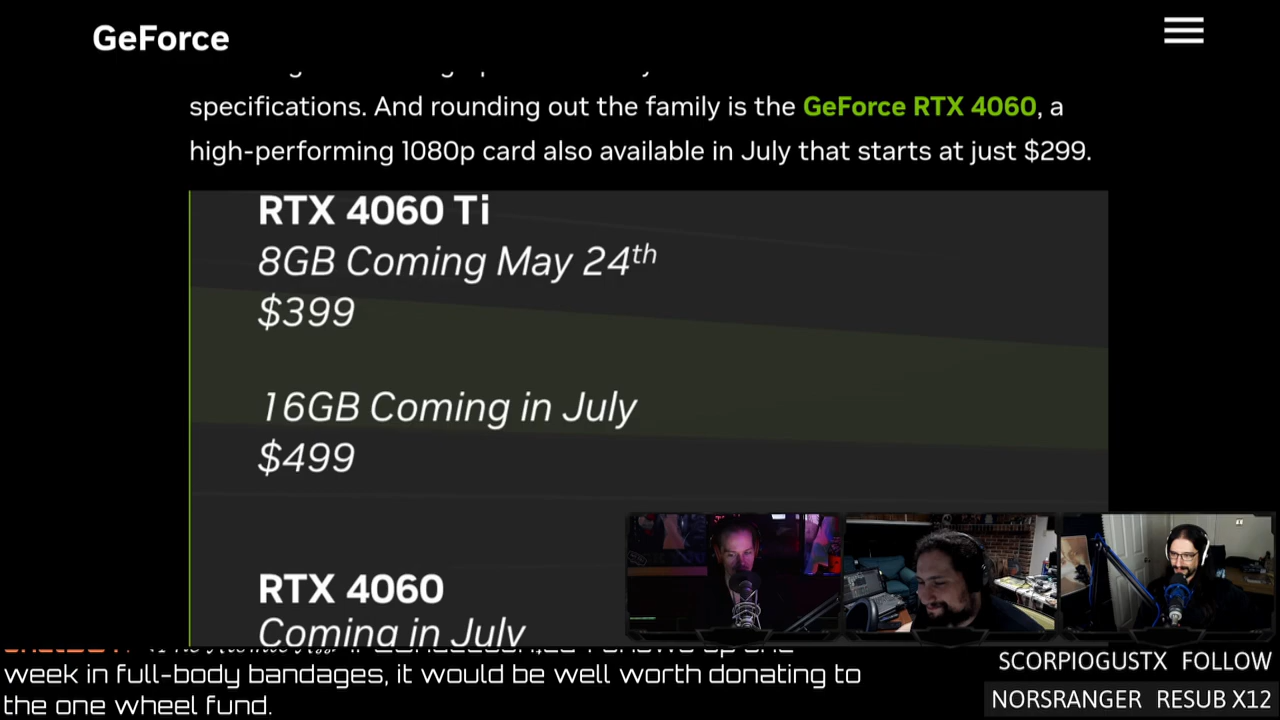 GeForce
specifications. And rounding out the family is the GeForce RTX 4060, a
high-performing 1080p card also available in July that starts at just $299.
RTX 4060 Ti
8GB Coming May 24th
$399
16GB Coming in July
$499
RTX 4060
Coming in July
week in full-body bandages, it would be well worth donating to
the one wheel fund.
SCORPIOGUSTX FOLLOW
NORSRANGER RESUB X12